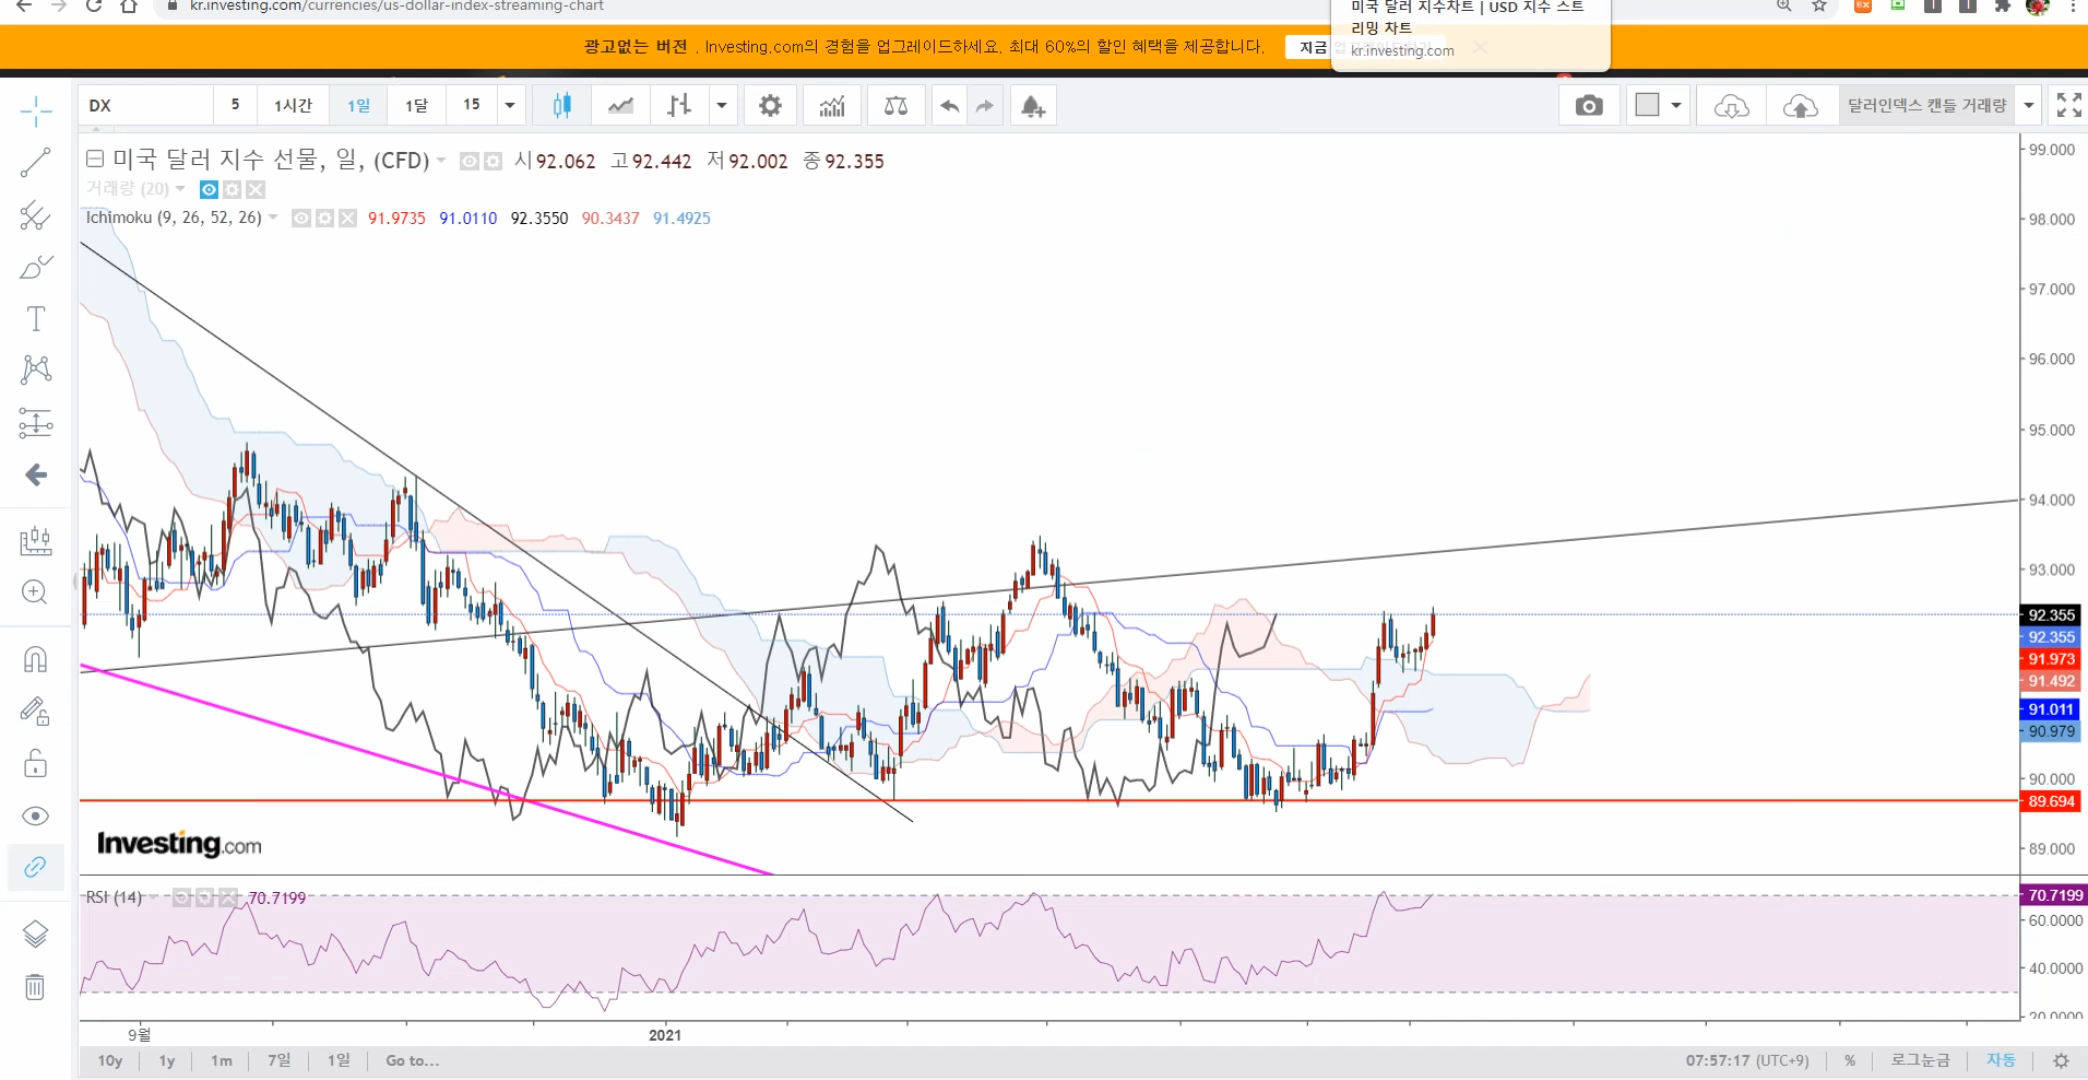 kr.investing.com/currencies/us-dollar-index-streaming-chart
미국 달러 지수차트 | USD 지수 스트
리밍 차트
kr.investing.com
광고없는 버전 . Investing.com의 경험을 업그레이드하세요. 최대 60%의 할인 혜택을 제공합니다.
지금
DX 5 1시간 1일 1달 15
달러인덱스 캔들 거래량
미국 달러 지수 선물, 일, (CFD) 시92.062 고92.442 저92.002 종92.355
거래량 (20)
Ichimoku (9, 26, 52, 26) 91.9735 91.0110 92.3550 90.3437 91.4925
99.000
98.000
97.000
96.000
95.000
94.000
93.000
92.355
92.355
91.973
91.492
91.011
90.979
90.000
89.694
89.000
Investing.com
RSI (14) 70.7199
70.7199
60.0000
40.0000
20.0000
9월 2021
10y 1y 1m 7일 1일 Go to...
07:57:17 (UTC+9) % 로그눈금 자동